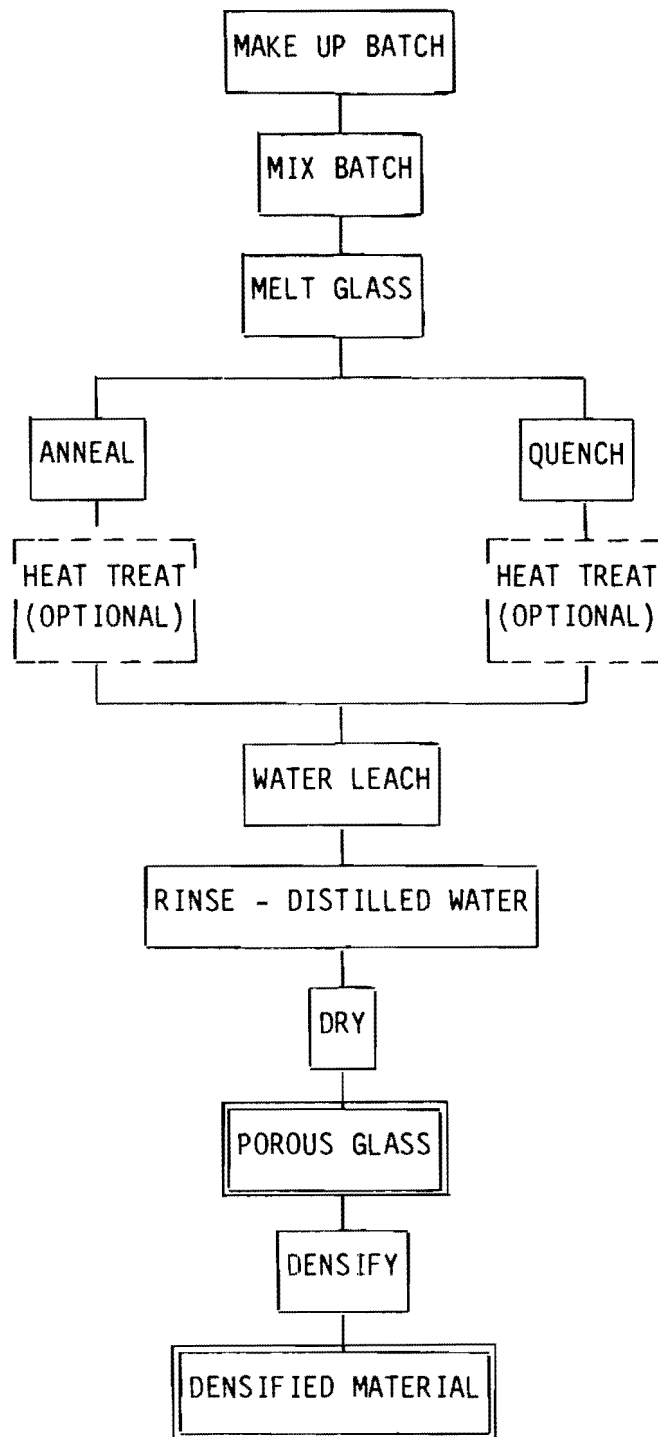 MAKE UP BATCH
MIX BATCH
MELT GLASS
ANNEAL
QUENCH
HEAT TREAT
(OPTIONAL)
HEAT TREAT
(OPTIONAL)
WATER LEACH
RINSE - DISTILLED WATER
DRY
POROUS GLASS
DENSIFY
DENSIFIED MATERIAL